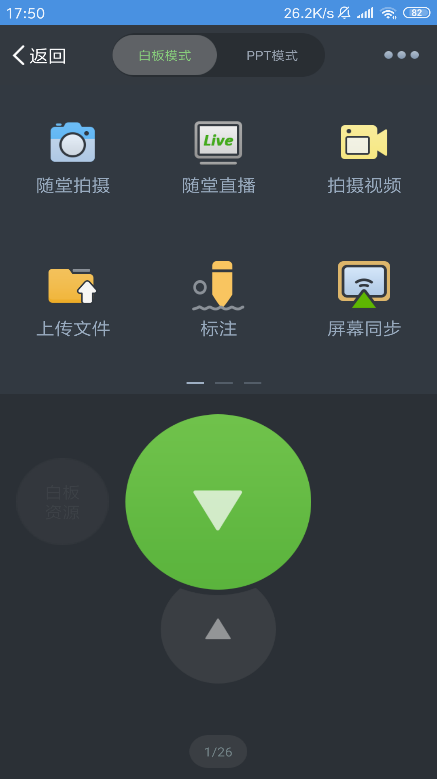 17:50 26.2K/s 82
返回 白板模式 PPT模式
Live
随堂拍摄 随堂直播 拍摄视频
上传文件 标注 屏幕同步
白板
资源
1/26